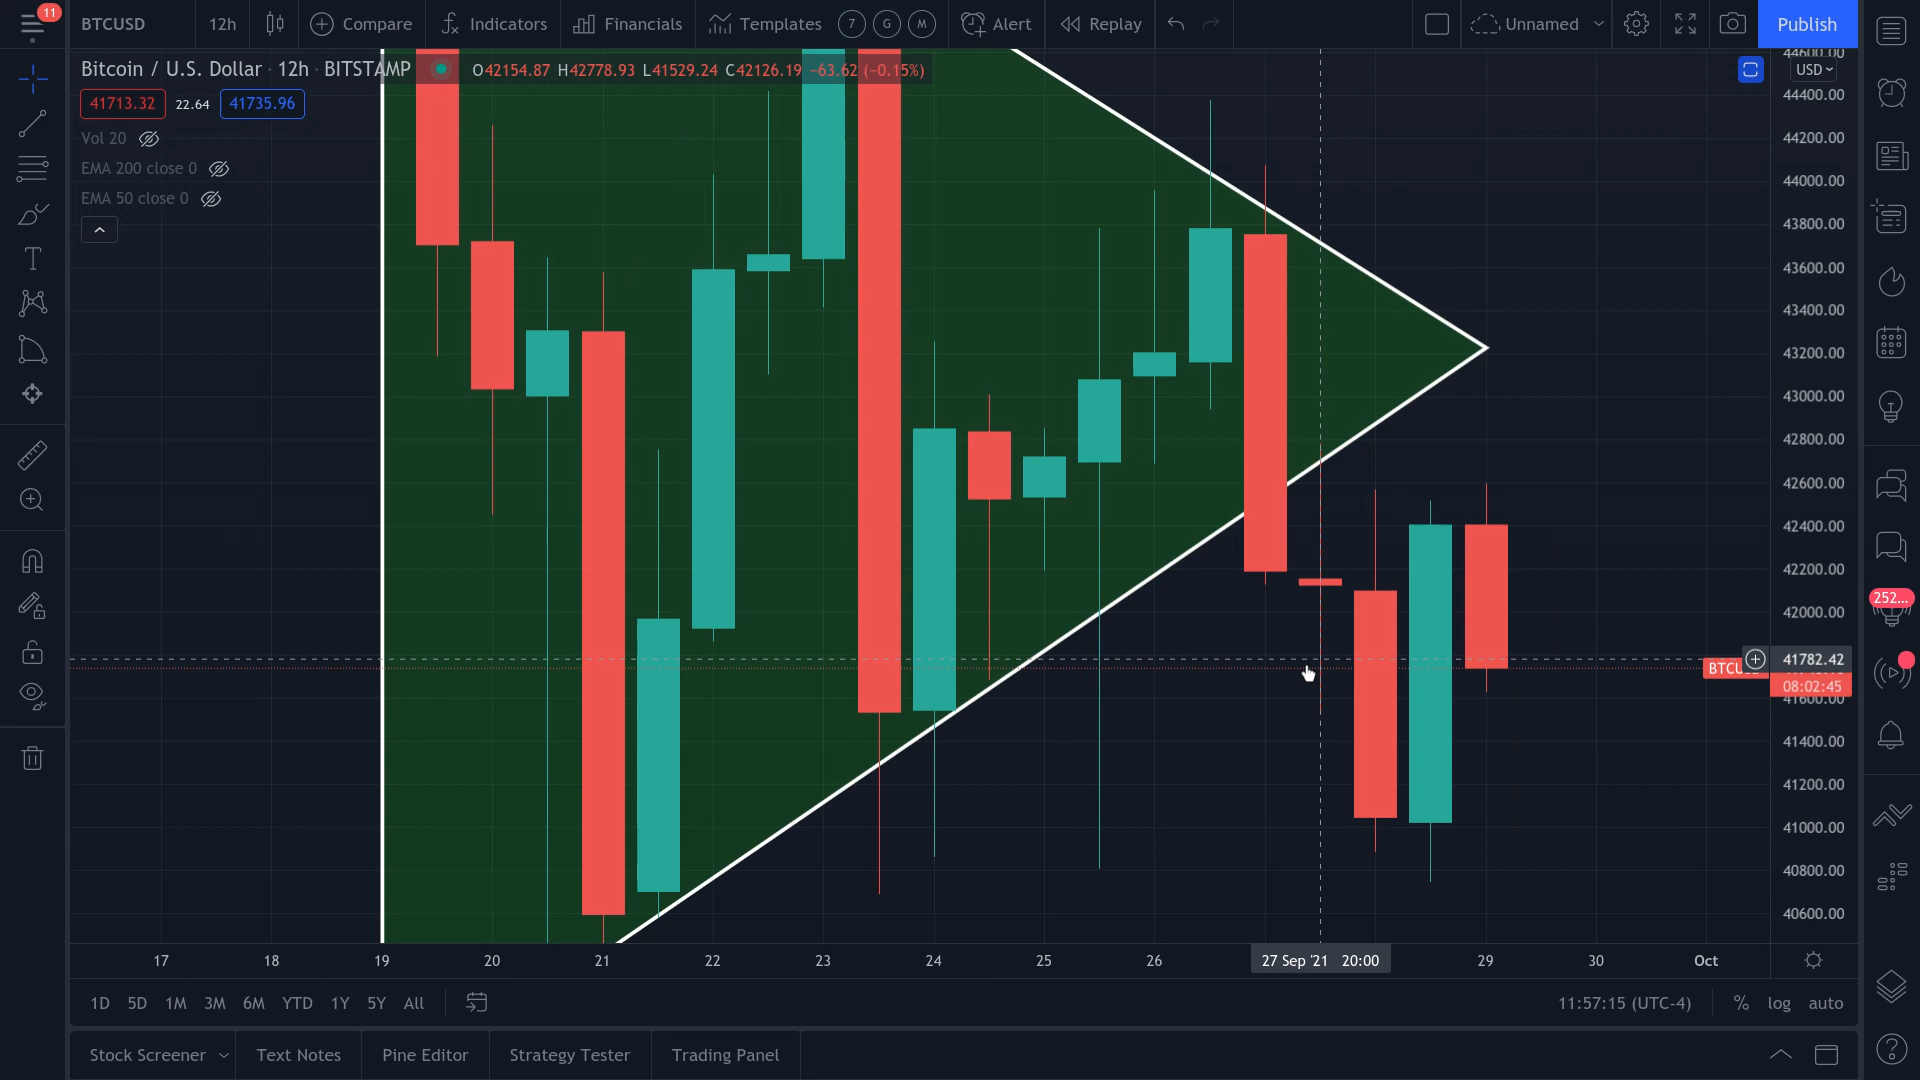 11
BTCUSD 12h Compare Indicators Financials Templates 7 G M Alert Replay Unnamed Publish
Bitcoin / U.S. Dollar · 12h · BITSTAMP O42154.87 H42778.93 L41529.24 C42126.19 −63.62 (−0.15%)
USD
41713.32 22.64 41735.96
Vol 20
EMA 200 close 0
EMA 50 close 0
44600.00
44400.00
44200.00
44000.00
43800.00
43600.00
43400.00
43200.00
43000.00
42800.00
42600.00
42400.00
42200.00
42000.00
41782.42
08:02:45
41600.00
41400.00
41200.00
41000.00
40800.00
40600.00
252...
17 18 19 20 21 22 23 24 25 26 27 Sep '21 20:00 29 30 Oct
1D 5D 1M 3M 6M YTD 1Y 5Y All 11:57:15 (UTC-4) % log auto
Stock Screener Text Notes Pine Editor Strategy Tester Trading Panel